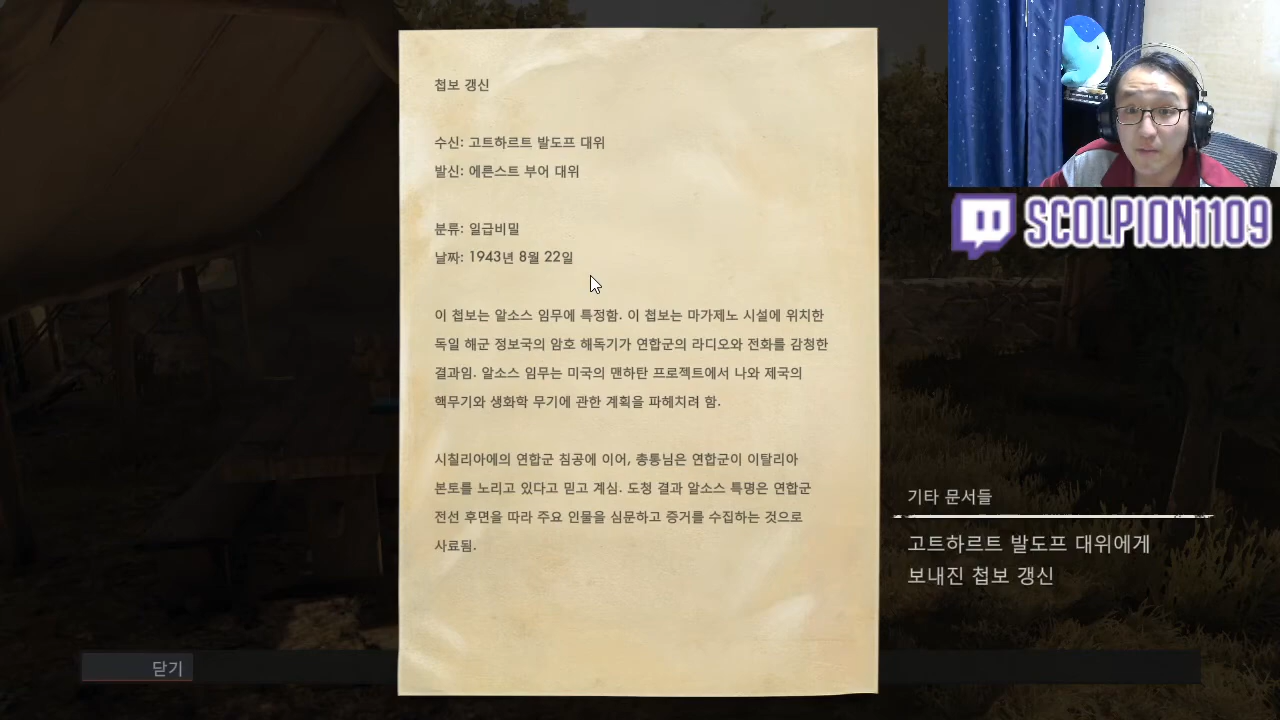 첩보 갱신
수신: 고트하르트 발도프 대위
발신: 에른스트 부어 대위
분류: 일급비밀
날짜: 1943년 8월 22일
이 첩보는 알소스 임무에 특정함. 이 첩보는 마가제노 시설에 위치한
독일 해군 정보국의 암호 해독기가 연합군의 라디오와 전화를 감청한
결과임. 알소스 임무는 미국의 맨하탄 프로젝트에서 나와 제국의
핵무기와 생화학 무기에 관한 계획을 파헤치려 함.
시칠리아에의 연합군 침공에 이어, 총통님은 연합군이 이탈리아
본토를 노리고 있다고 믿고 계심. 도청 결과 알소스 특명은 연합군
전선 후면을 따라 주요 인물을 심문하고 증거를 수집하는 것으로
사료됨.
SCOLPION1109
기타 문서들
고트하르트 발도프 대위에게
보내진 첩보 갱신
닫기